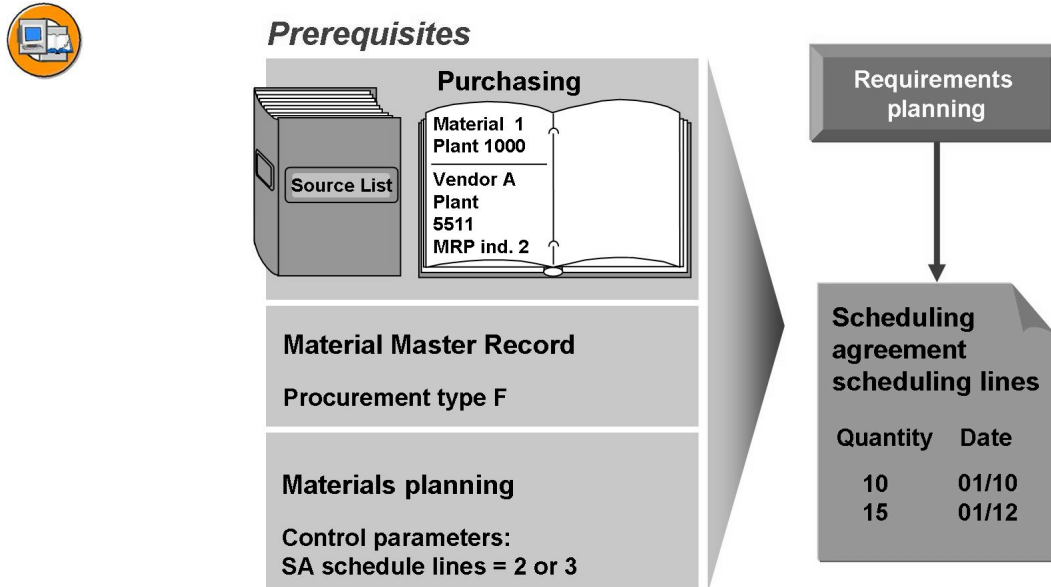 Prerequisites
Purchasing
Source List
Material 1
Plant 1000
Vendor A
Plant
5511
MRP ind. 2
Material Master Record
Procurement type F
Materials planning
Control parameters:
SA schedule lines = 2 or 3
Requirements
planning
Scheduling
agreement
scheduling lines
Quantity Date
10 01/10
15 01/12